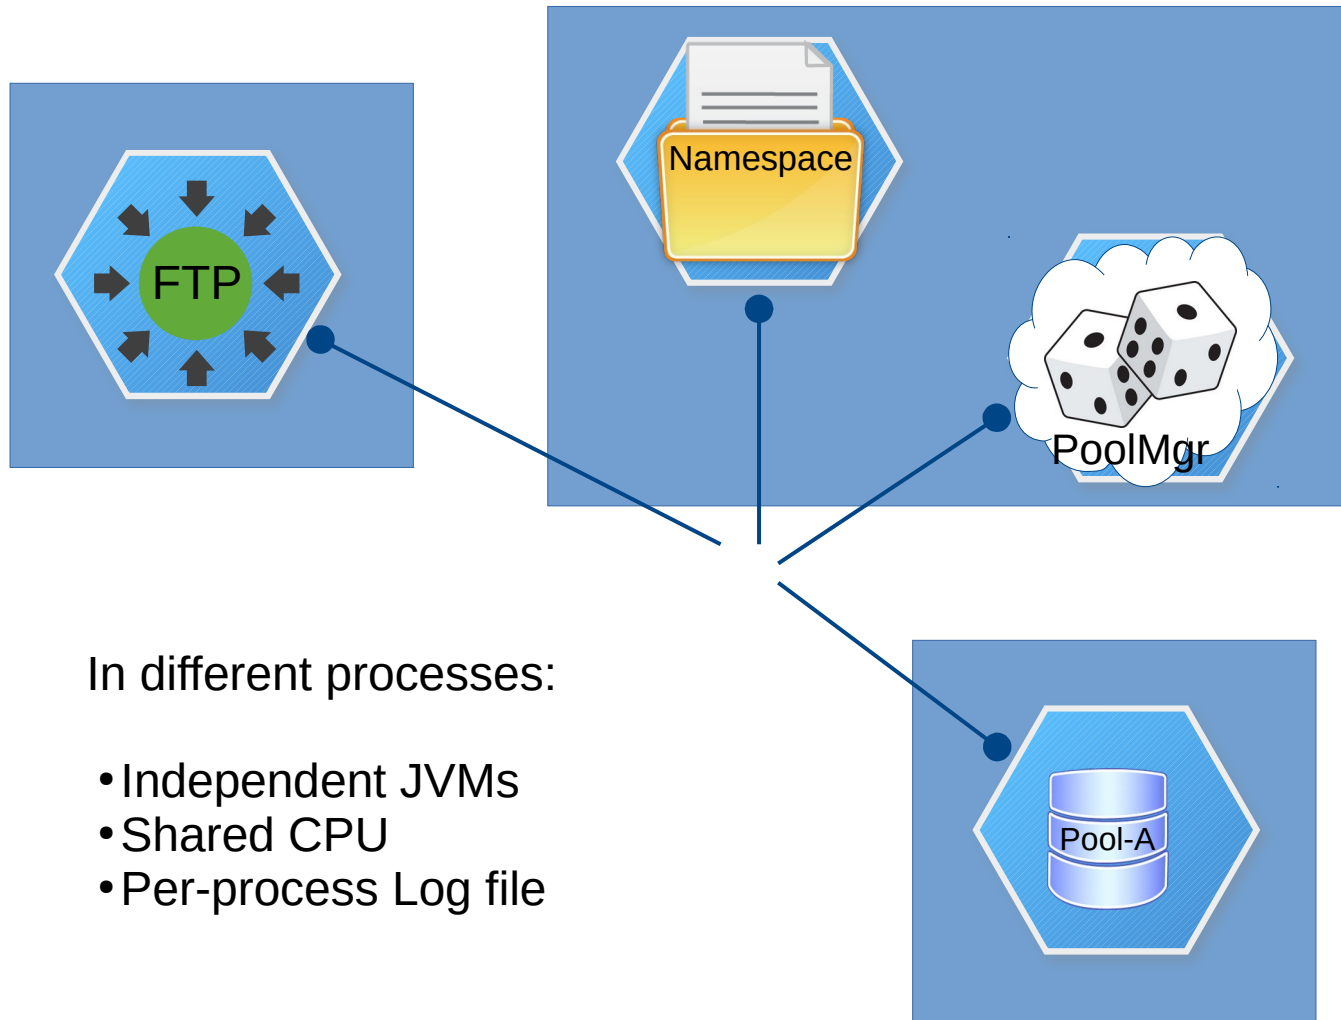 Namespace
FTP
PoolMgr
In different processes:
•Independent JVMs
•Shared CPU
•Per-process Log file
Pool-A